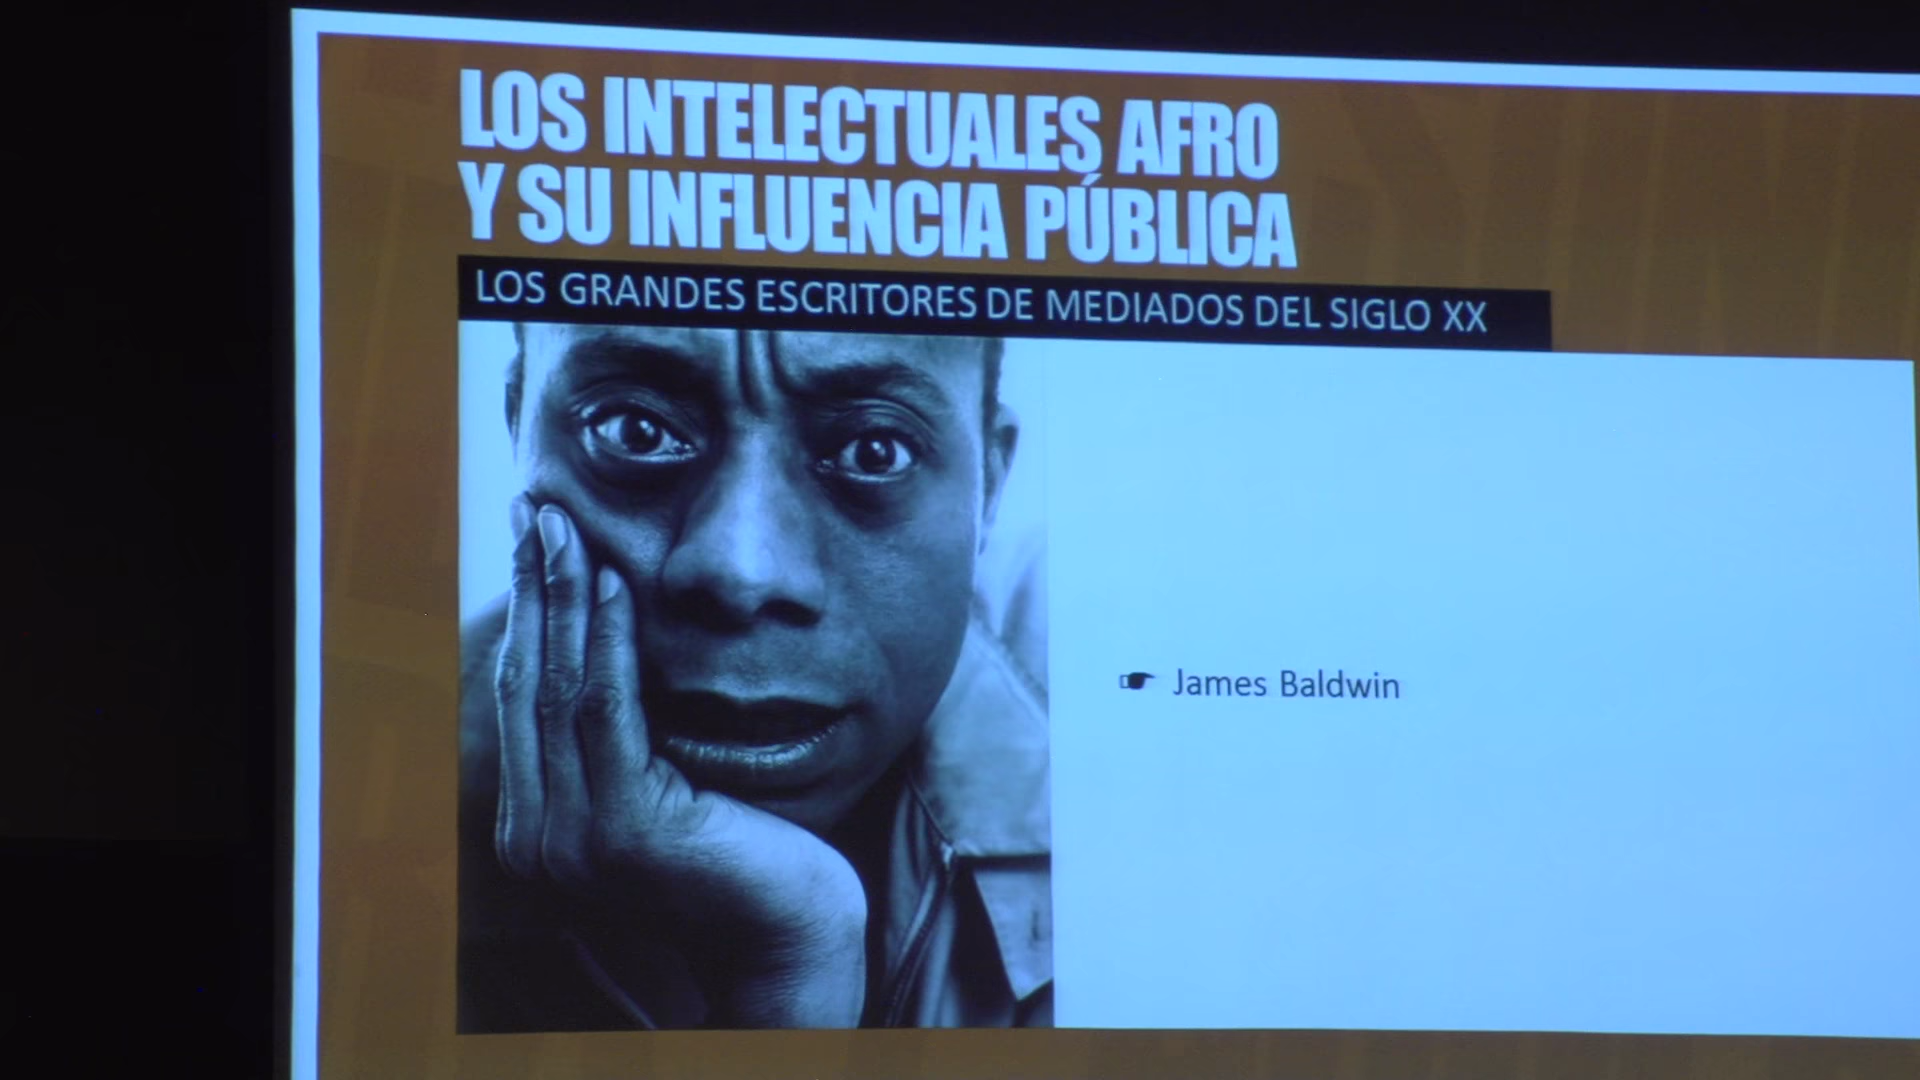 LOS INTELECTUALES AFRO
Y SU INFLUENCIA PÚBLICA
LOS GRANDES ESCRITORES DE MEDIADOS DEL SIGLO XX
James Baldwin